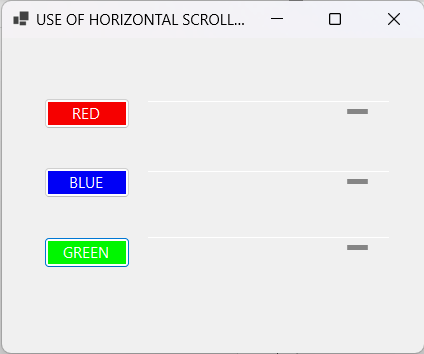 USE OF HORIZONTAL SCROLL...
RED
BLUE
GREEN